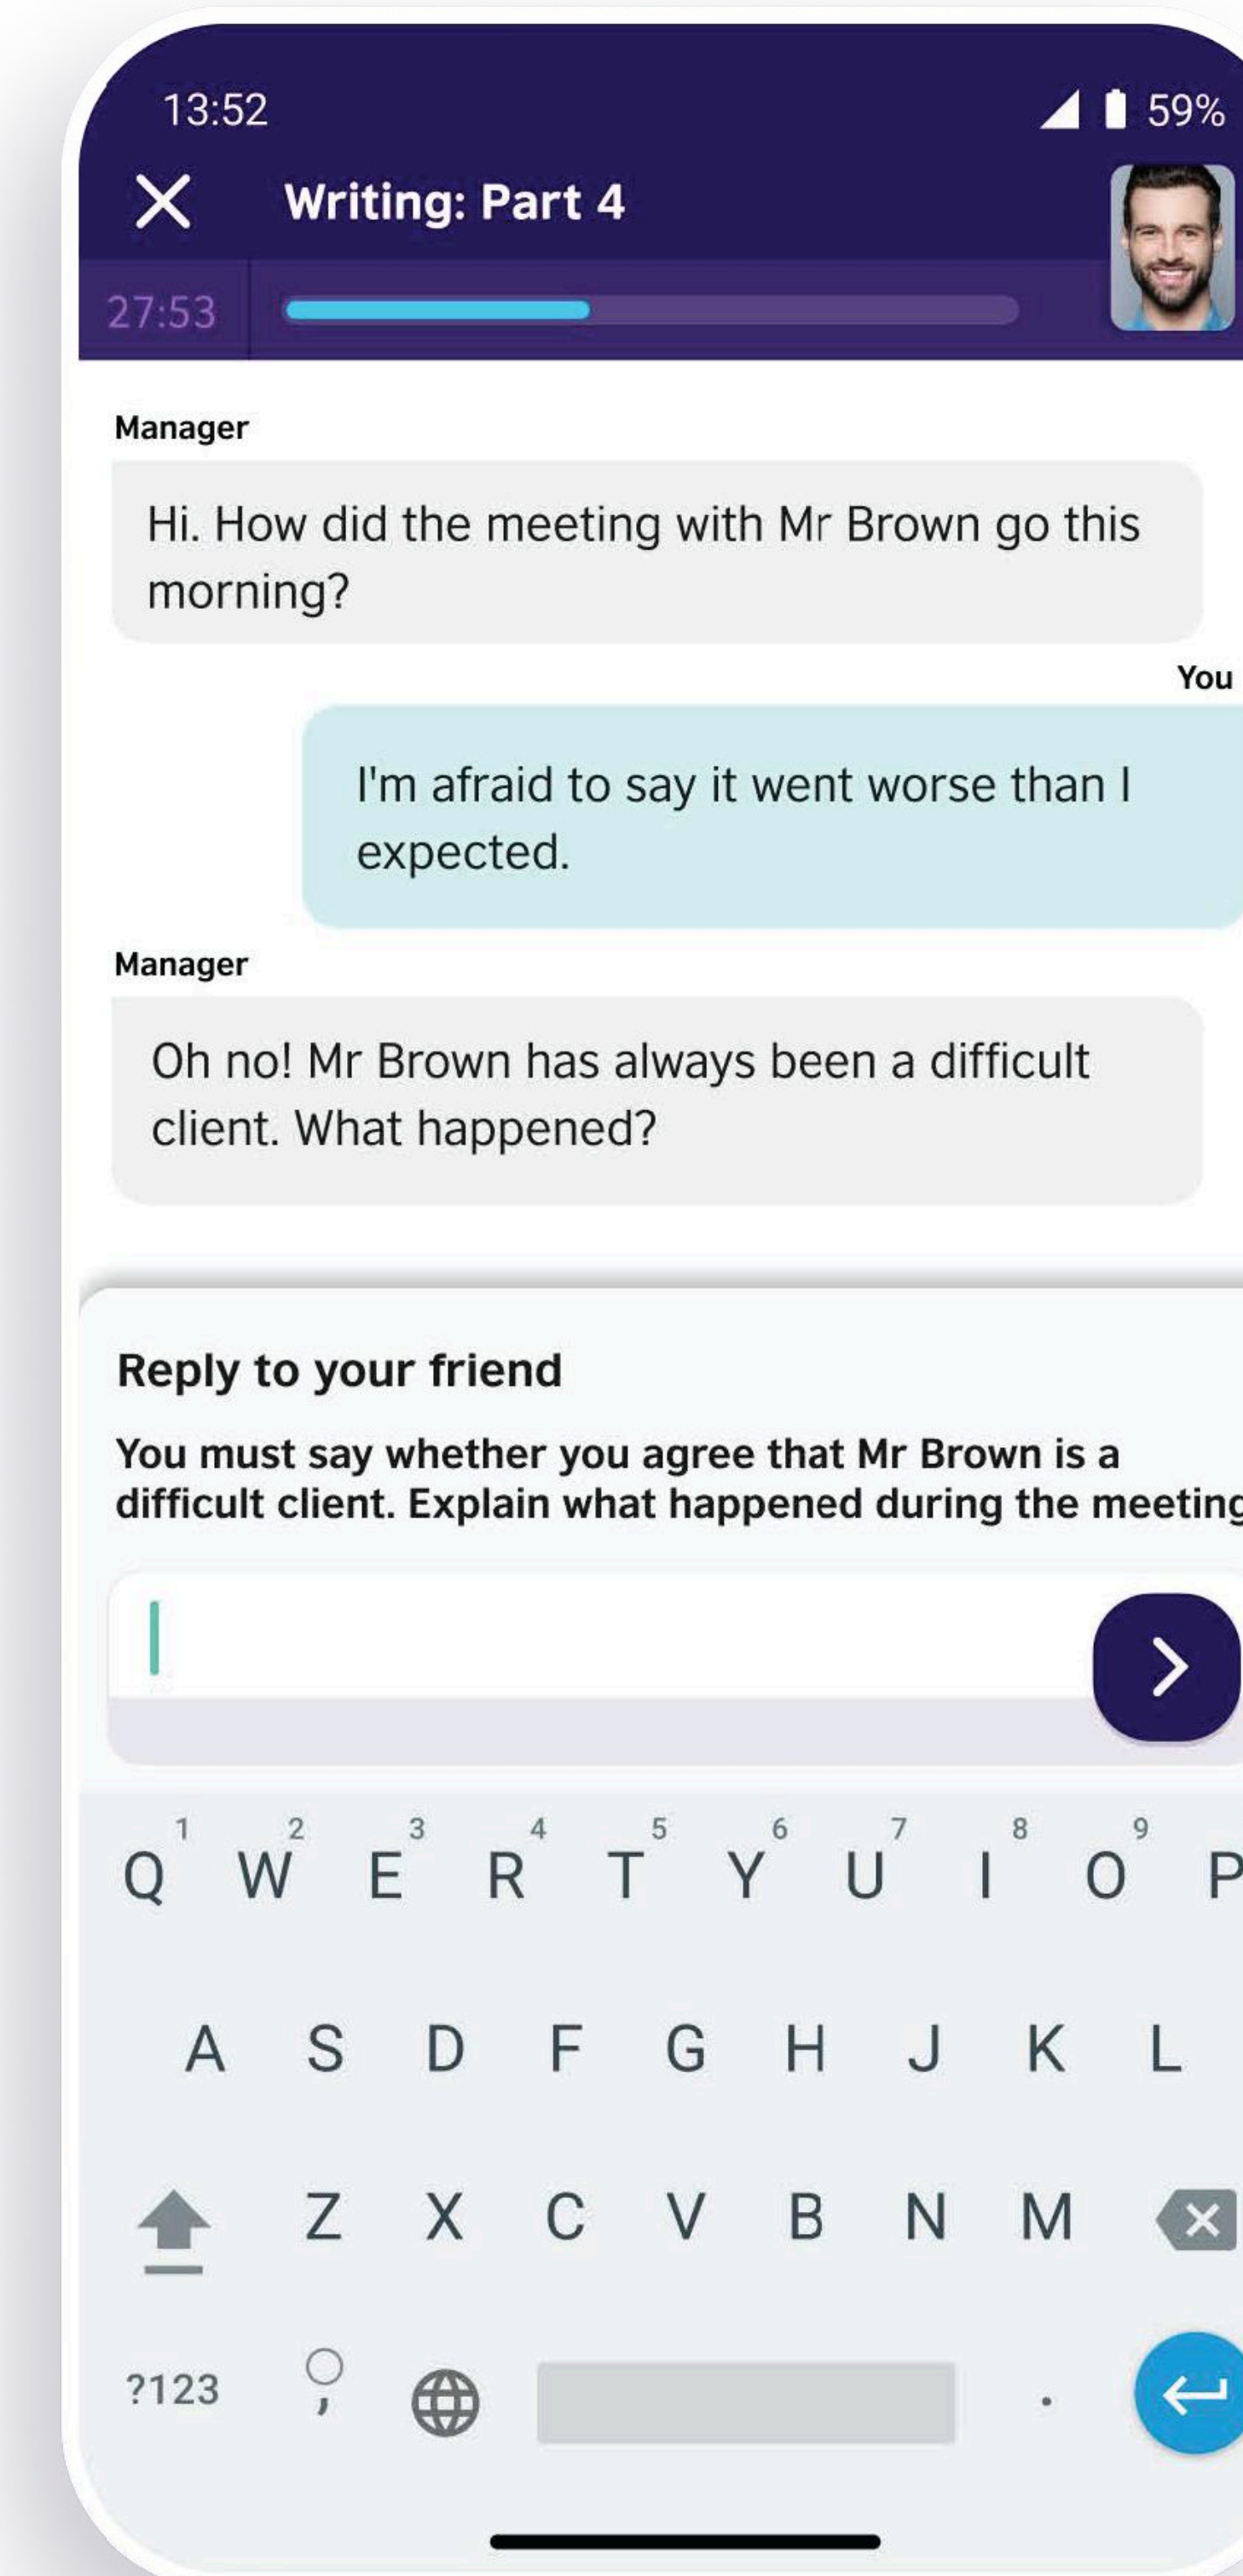 13:52 59%
Writing: Part 4
27:53
Manager
Hi. How did the meeting with Mr Brown go this
morning?
You
I'm afraid to say it went worse than I
expected.
Manager
Oh no! Mr Brown has always been a difficult
client. What happened?
Reply to your friend
You must say whether you agree that Mr Brown is a
difficult client. Explain what happened during the meeting
1 2 3 4 5 6 7 8 9
Q W E R T Y U I O P
A S D F G H J K L
Z X C V B N M
?123 , .